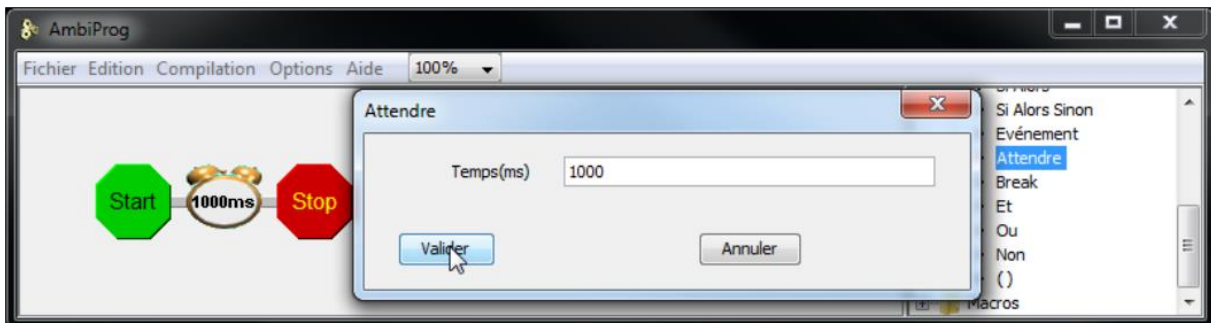 AmbiProg
Fichier Edition Compilation Options Aide 100%
Attendre
Temps(ms) 1000
Valider Annuler
Start 1000ms Stop
Si Alors Sinon
Evénement
Attendre
Break
Et
Ou
Non
()
Macros